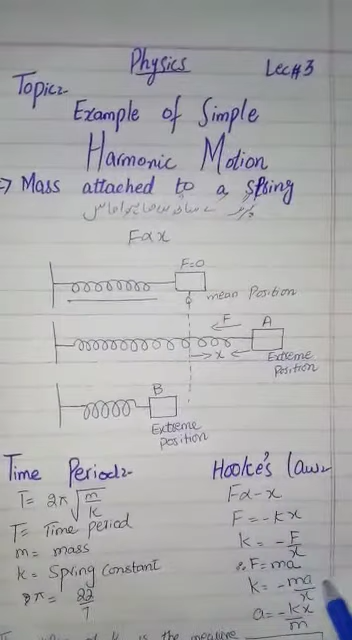 Physics
Lec#3
Topic:-
Example of Simple
Harmonic Motion
=> Mass attached to a spring
F∝x
F=0
mean Position
F
A
x
Extreme Position
B
Extreme position
Time Period:-
T = 2π√(m/k)
T = Time period
m = mass
k = Spring constant
π = 22/7
Hooke's law:-
F∝-x
F = -kx
k = -F/x
∴ F = ma
k = -ma/x
a = -kx/m
of k is the measure